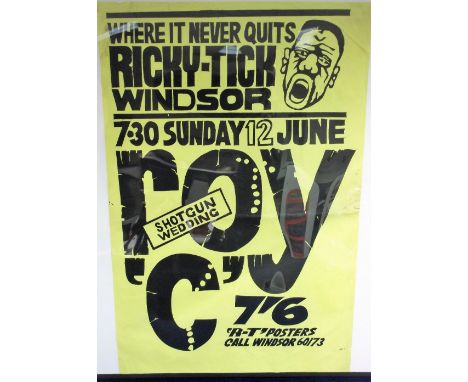 WHERE IT NEVER QUITS
RICKY-TICK
WINDSOR
7·30 SUNDAY 12 JUNE
"roy
SHOTGUN
WEDDING
'C'"
7'6
'R-T' POSTERS
CALL WINDSOR 60173